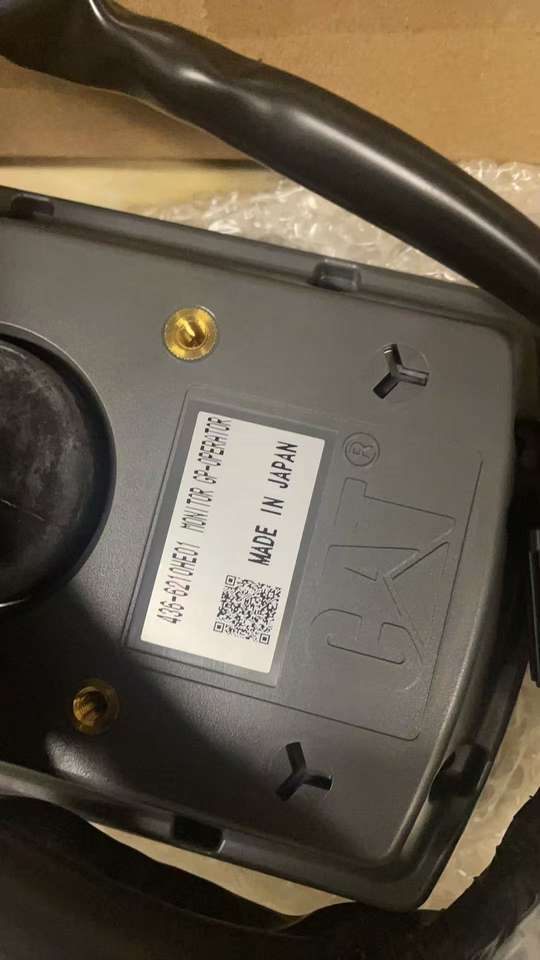 436-6210HE01 MONITOR GP-OPERATOR
MADE IN JAPAN
CAT®